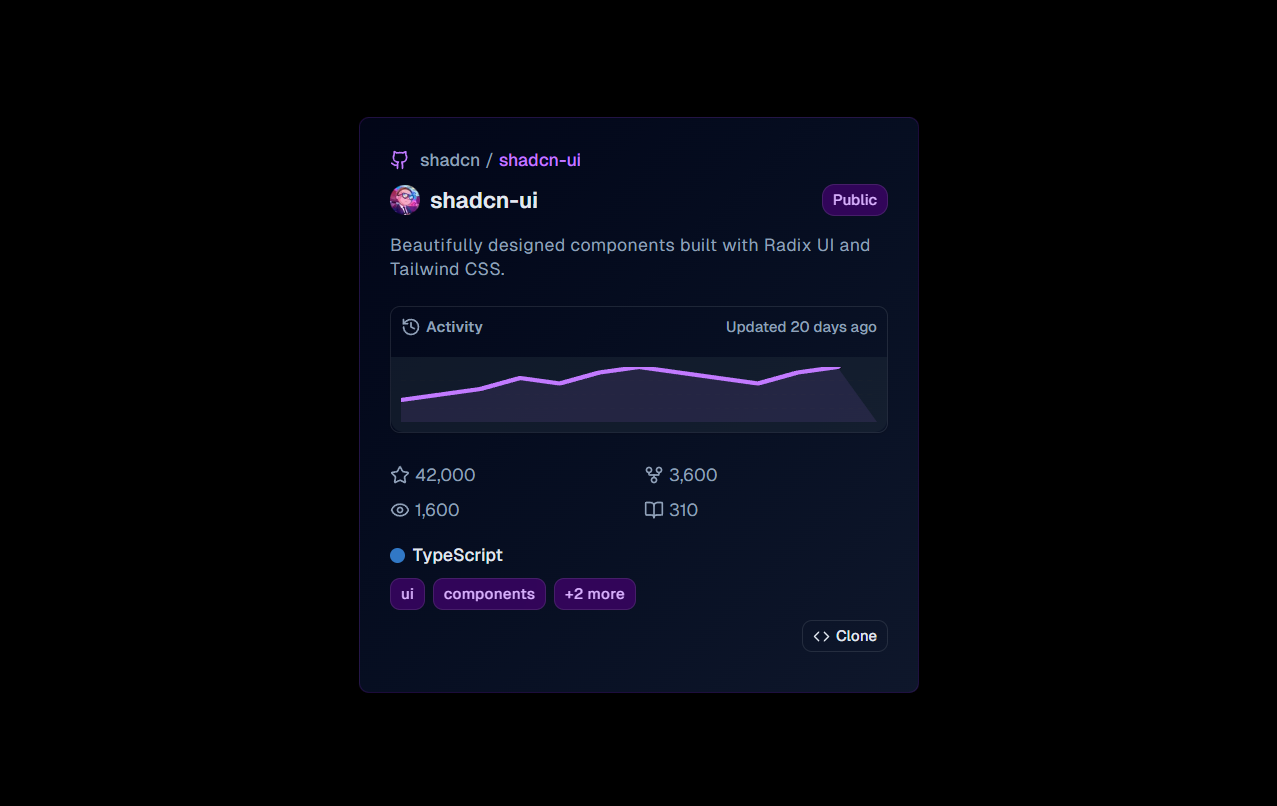 shadcn / shadcn-ui
shadcn-ui
Public
Beautifully designed components built with Radix UI and
Tailwind CSS.
Activity
Updated 20 days ago
42,000
3,600
1,600
310
TypeScript
ui
components
+2 more
Clone